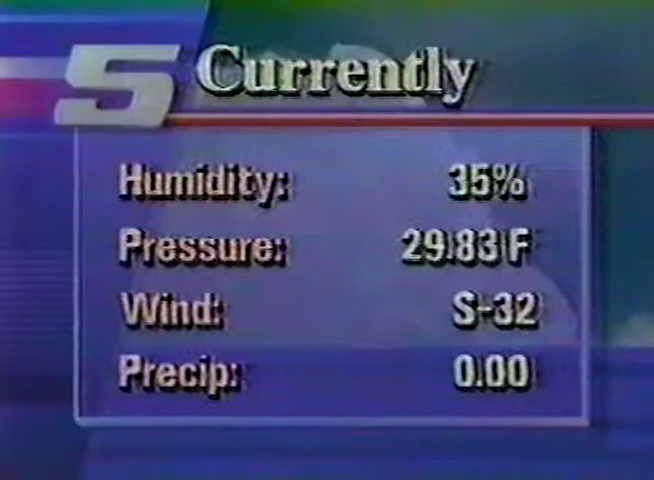 5 Currently
Humidity: 35%
Pressure: 29.83 F
Wind: S-32
Precip: 0.00